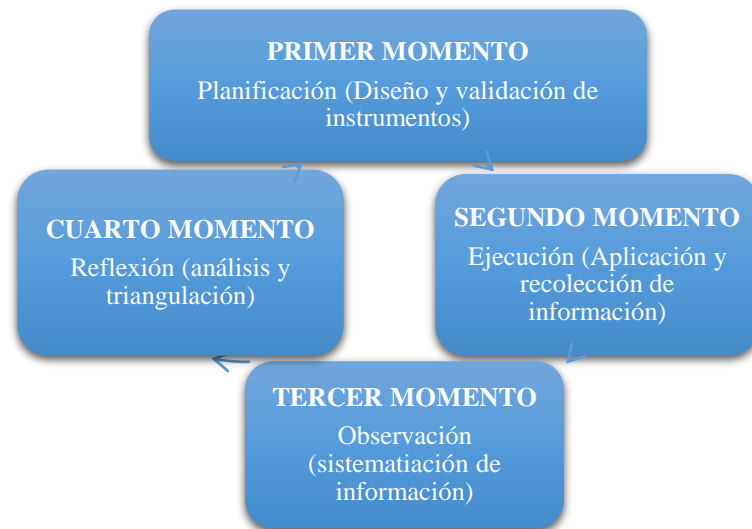 PRIMER MOMENTO
Planificación (Diseño y validación de
instrumentos)
SEGUNDO MOMENTO
Ejecución (Aplicación y
recolección de
información)
TERCER MOMENTO
Observación
(sistematiación de
información)
CUARTO MOMENTO
Reflexión (análisis y
triangulación)